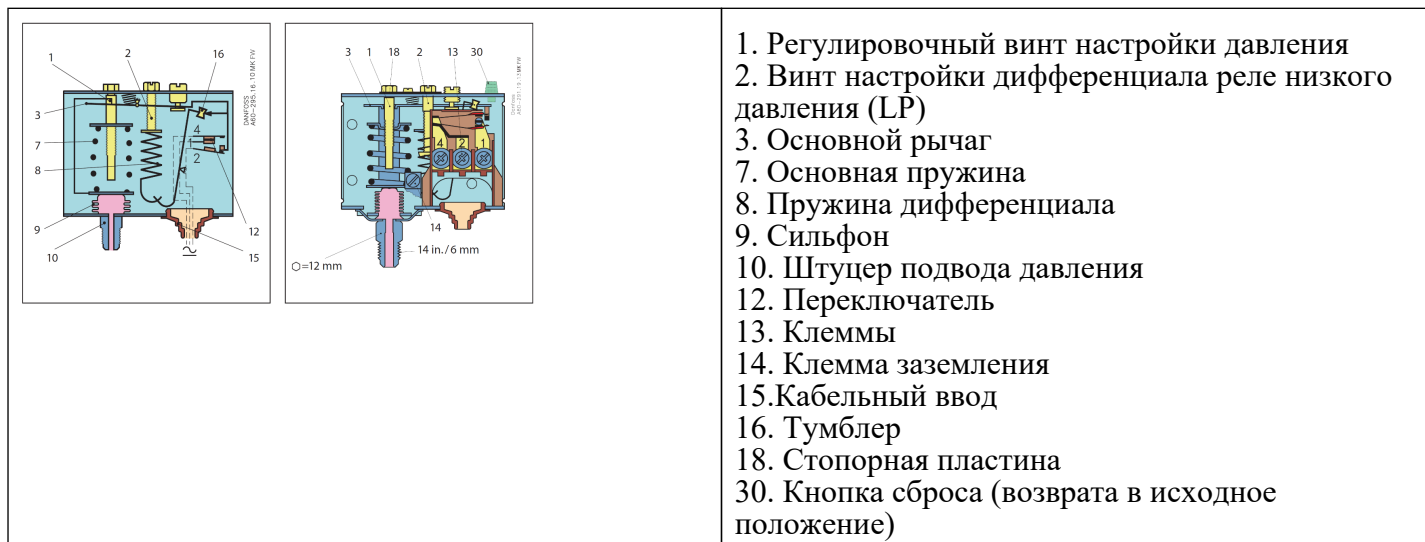 1
2
16
DANFOSS
A60-295.16.10 MK FW
3
7
8
4
1
2
9
10
12
15
3
1
18
2
13
30
Danfoss
4
2
1
14
14 in./6 mm
=12 mm
1. Регулировочный винт настройки давления
2. Винт настройки дифференциала реле низкого
давления (LP)
3. Основной рычаг
7. Основная пружина
8. Пружина дифференциала
9. Сильфон
10. Штуцер подвода давления
12. Переключатель
13. Клеммы
14. Клемма заземления
15.Кабельный ввод
16. Тумблер
18. Стопорная пластина
30. Кнопка сброса (возврата в исходное
положение)